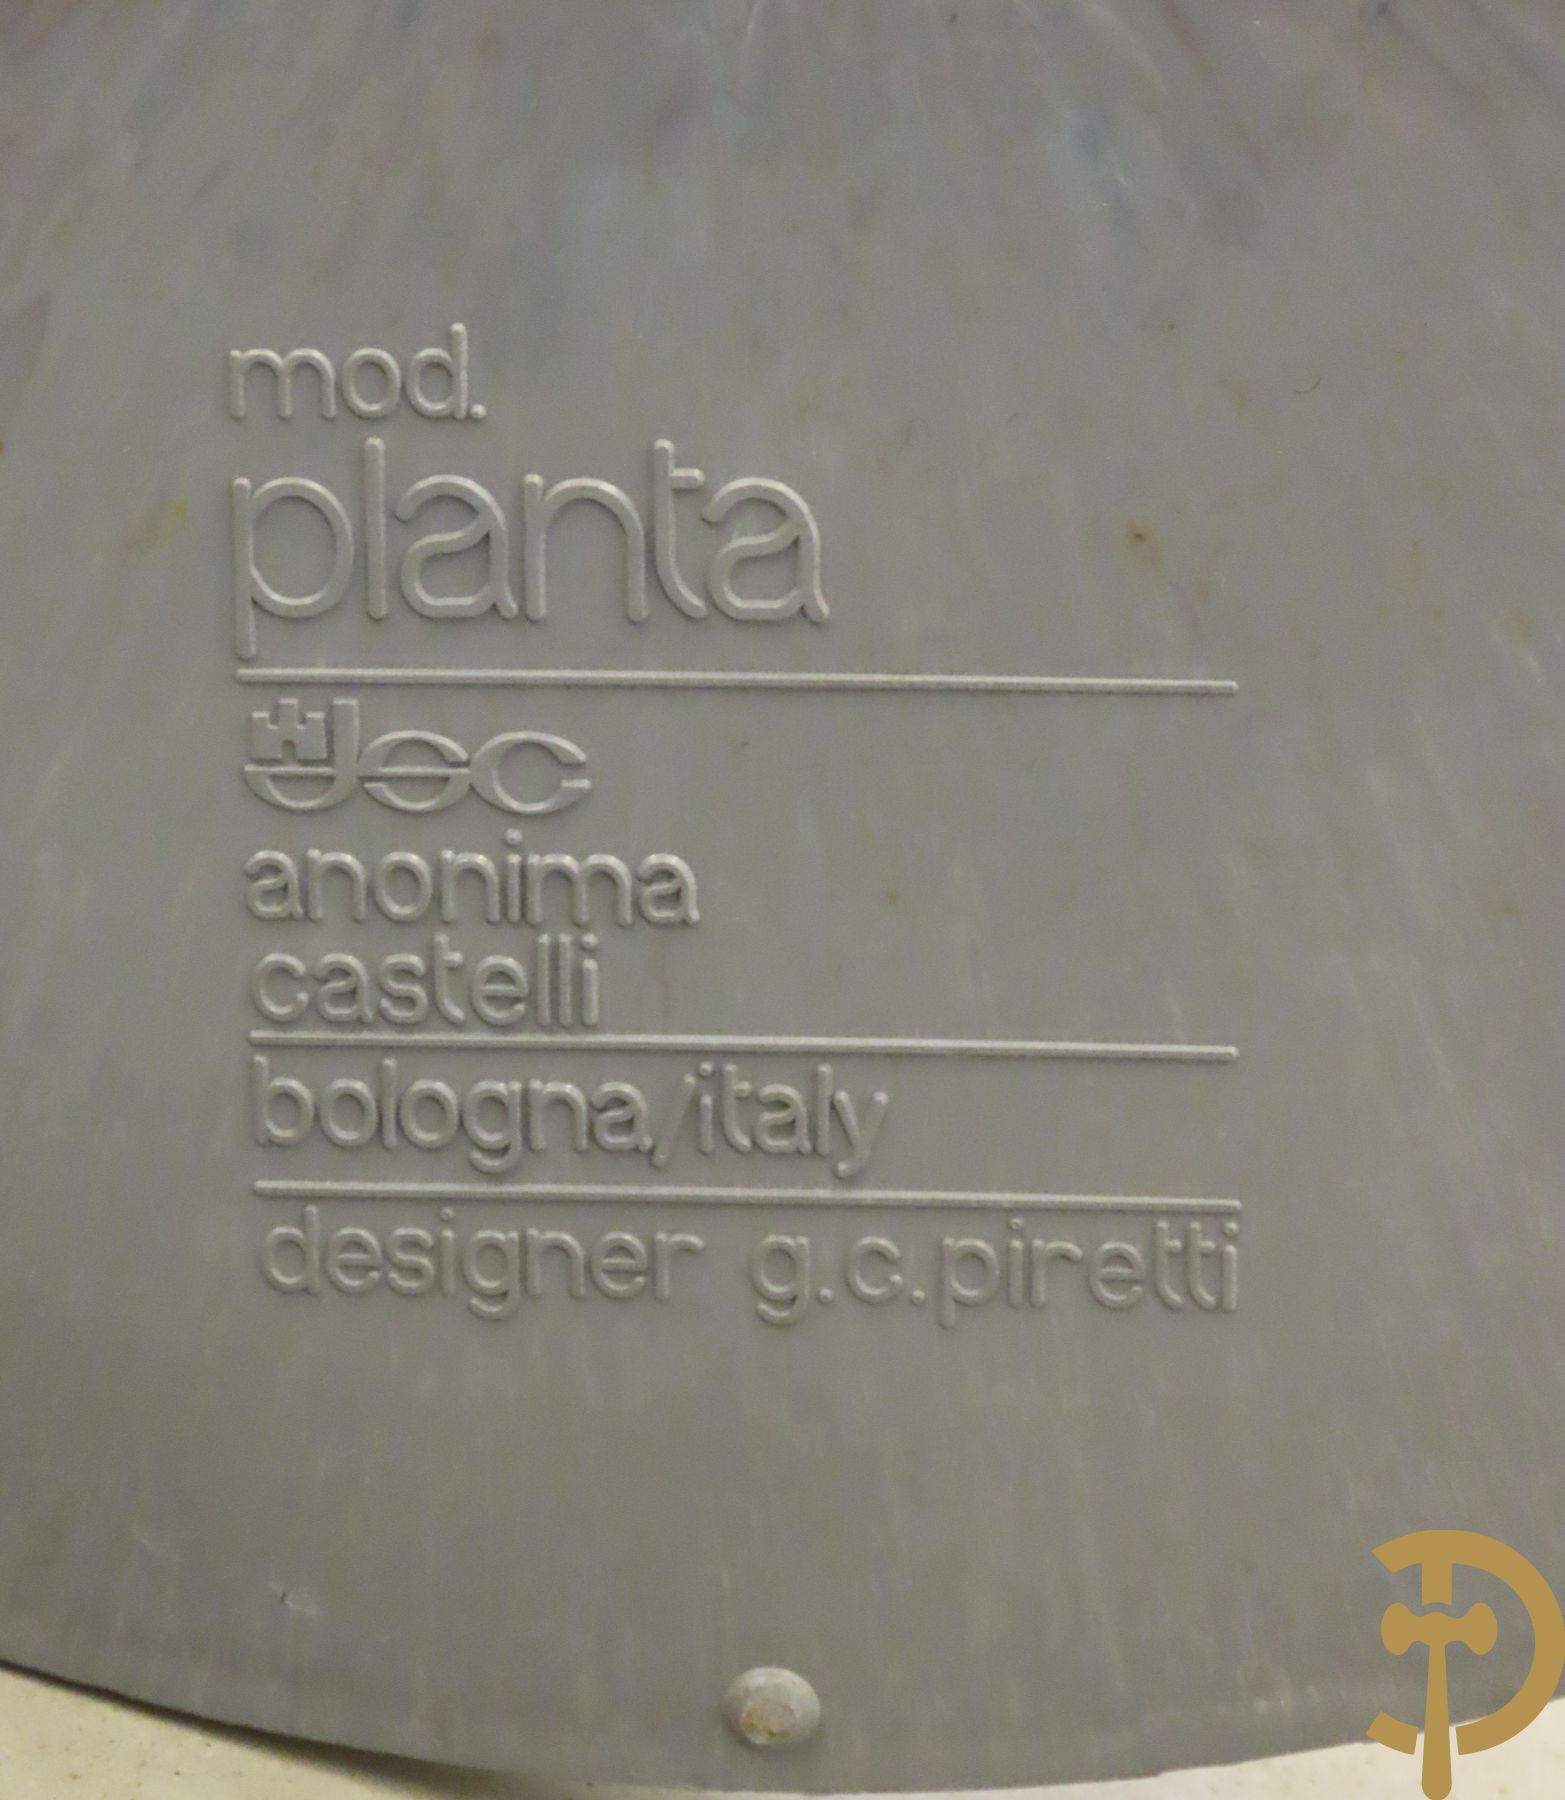 mod.
planta
anonima
castelli
bologna/italy
designer g.c.piretti